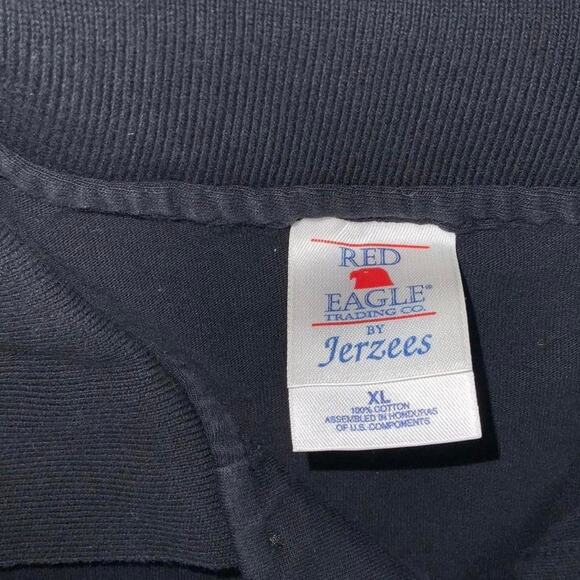 RED
EAGLE®
TRADING CO.
BY
Jerzees
XL
100% COTTON
ASSEMBLED IN HONDURAS
OF U.S. COMPONENTS